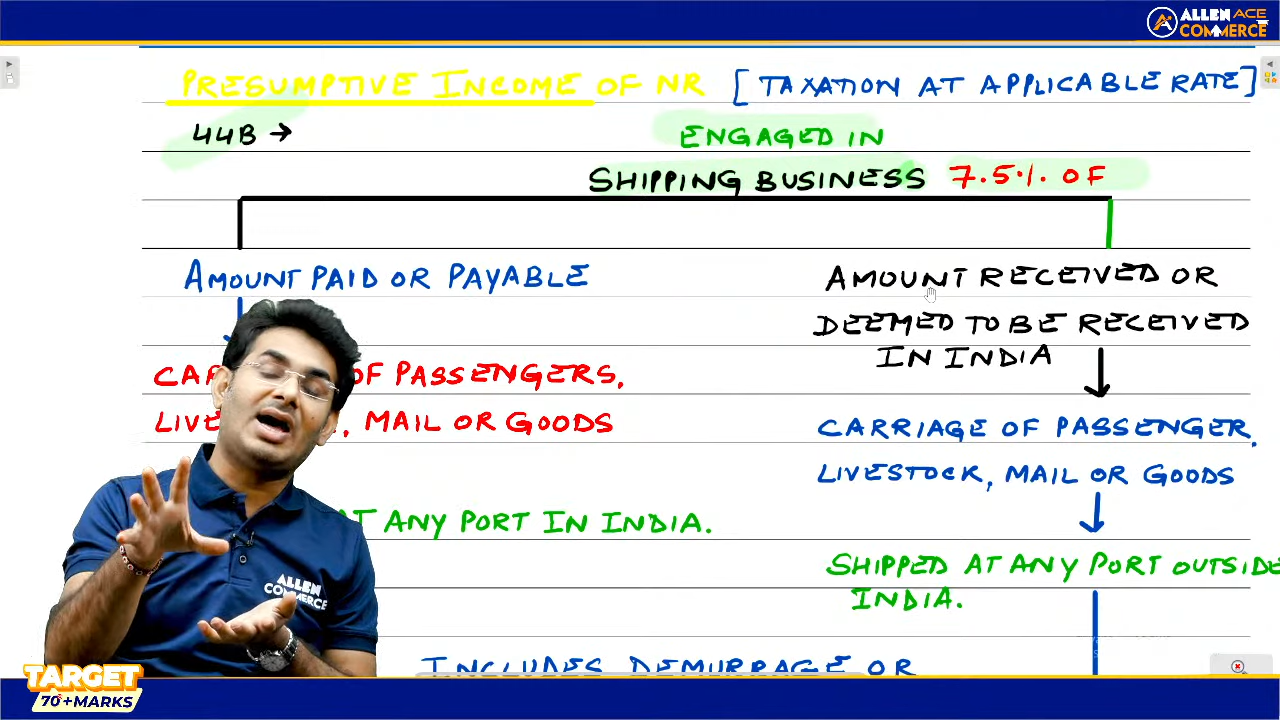 ALLEN ACE
COMMERCE
PRESUMPTIVE INCOME OF NR [TAXATION AT APPLICABLE RATE]
44B →
ENGAGED IN
SHIPPING BUSINESS 7.5% OF
AMOUNT PAID OR PAYABLE
AMOUNT RECEIVED OR
DEEMED TO BE RECEIVED
IN INDIA
OF PASSENGERS,
MAIL OR GOODS
CARRIAGE OF PASSENGER,
LIVESTOCK, MAIL OR GOODS
AT ANY PORT IN INDIA.
SHIPPED AT ANY PORT OUTSIDE
INDIA.
INCLUDES DEMURRAGE OR
ALLEN
COMMERCE
TARGET
70+MARKS